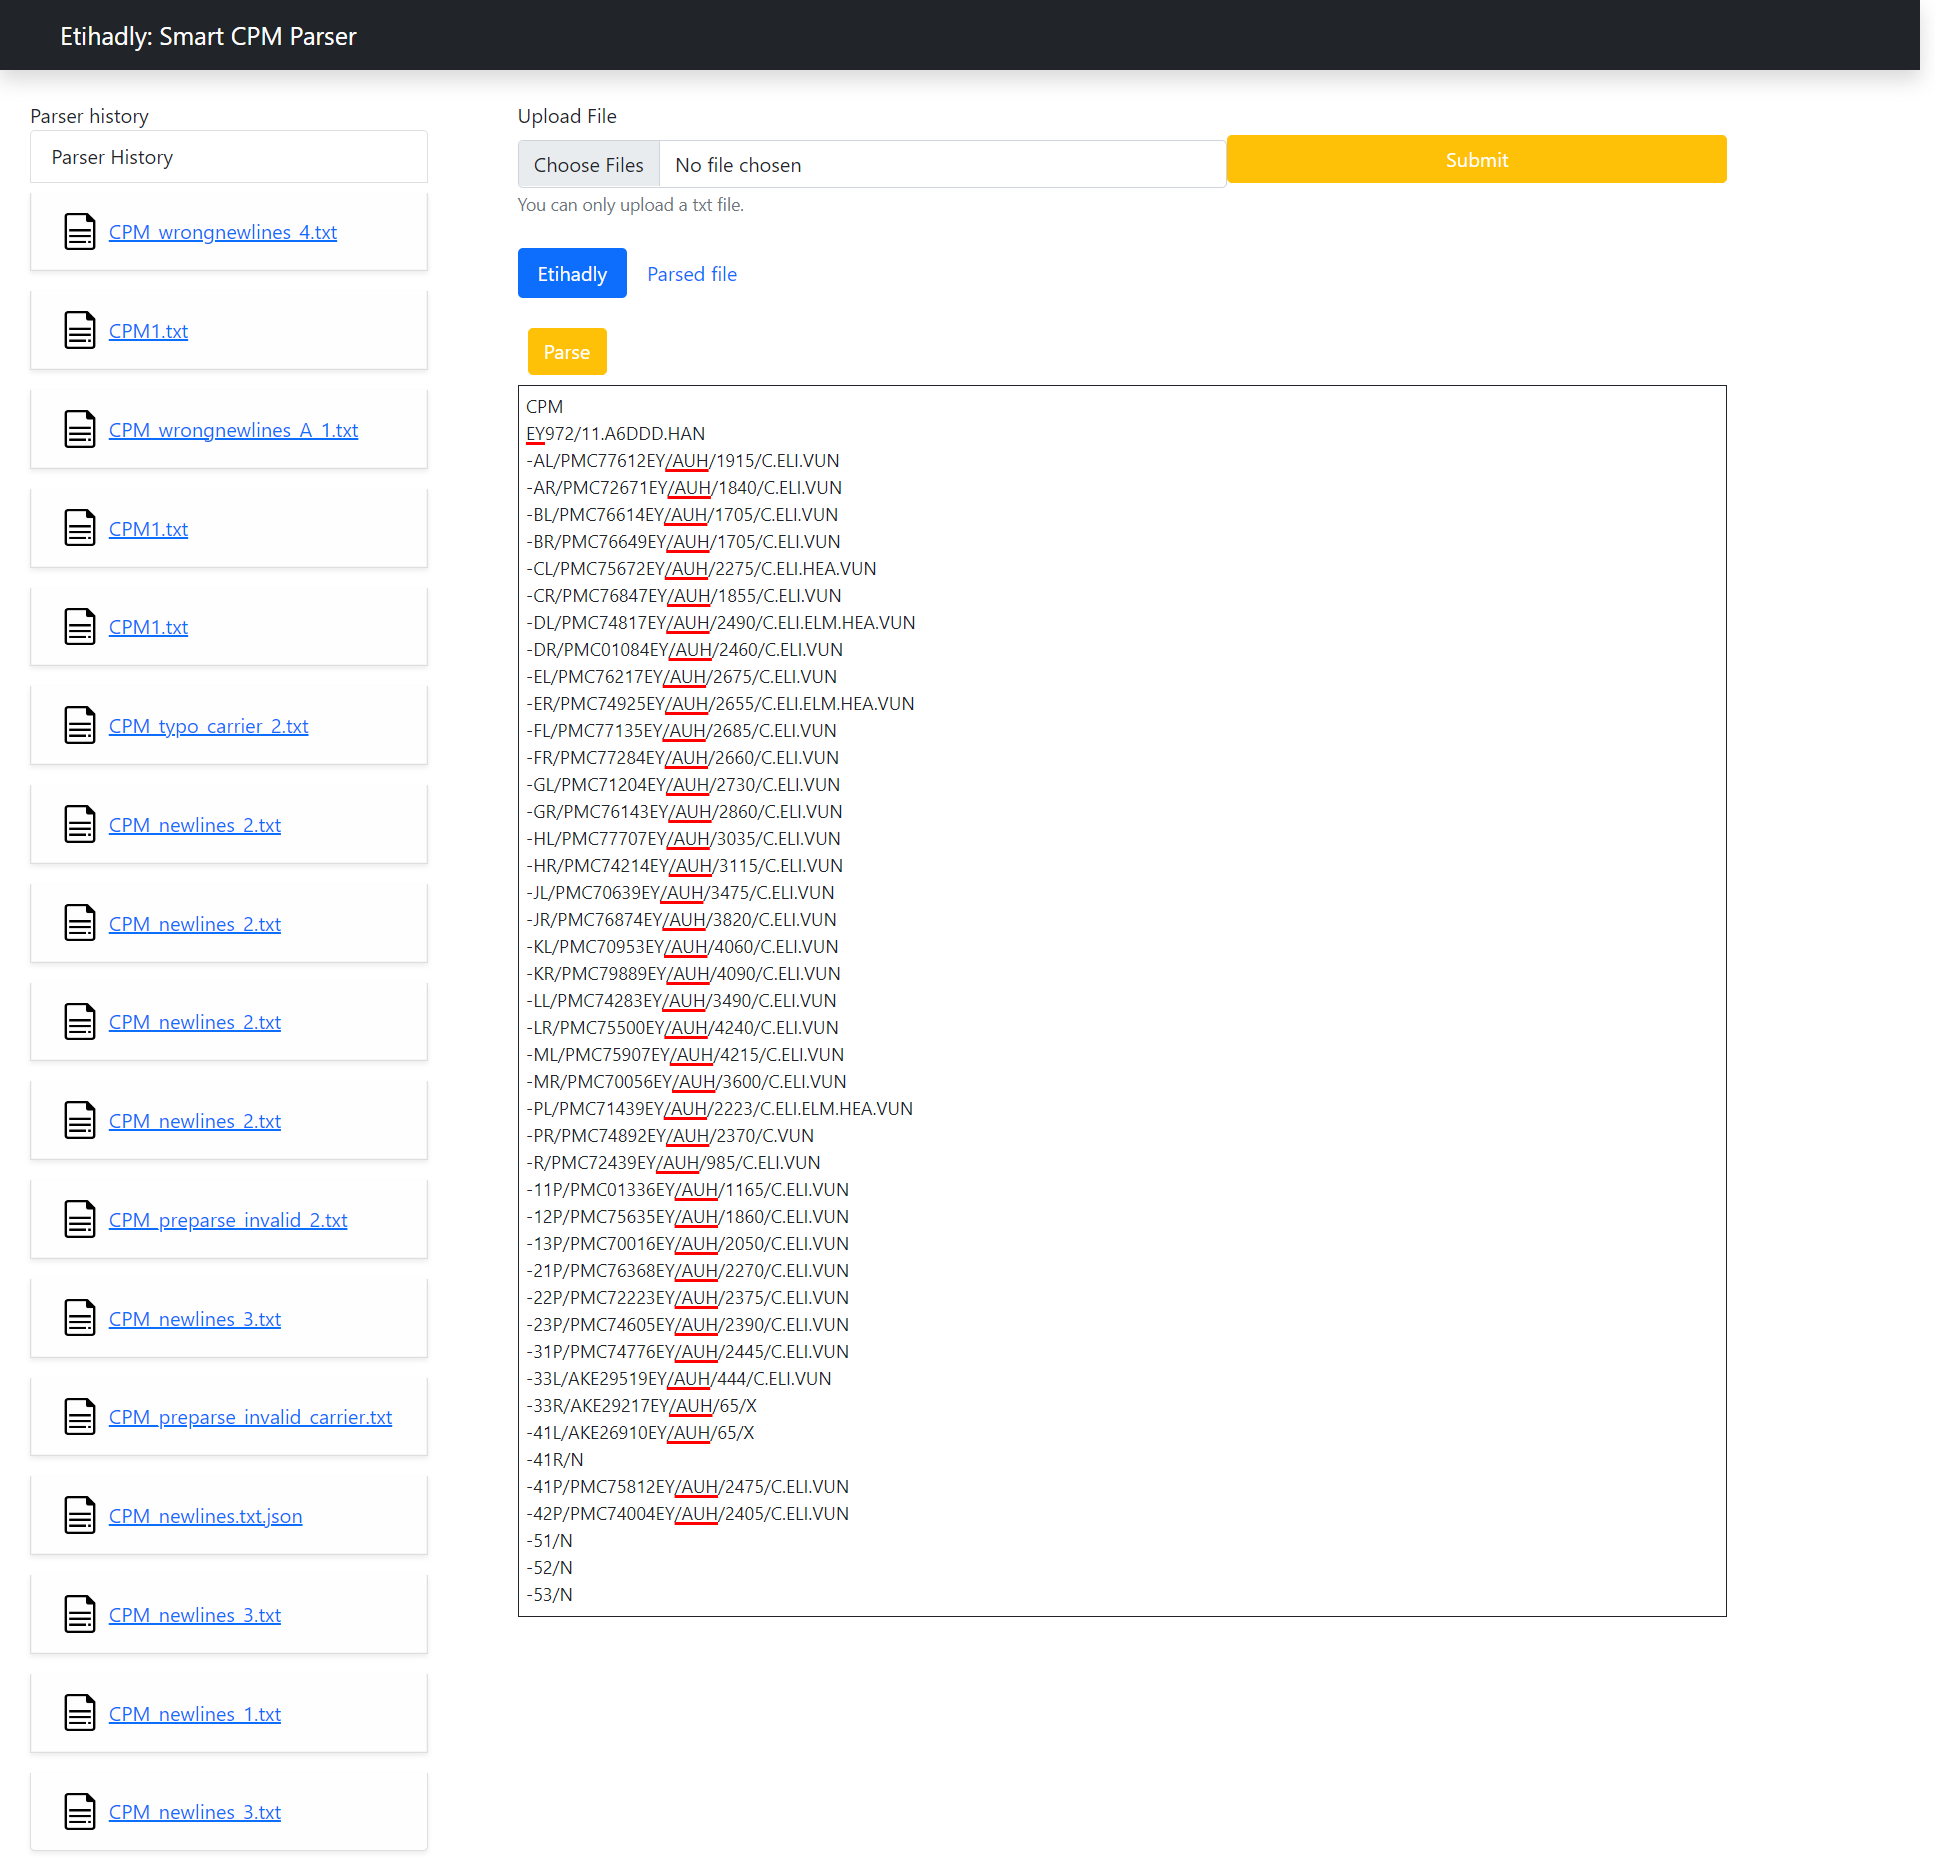 Etihadly: Smart CPM Parser
Parser history
Parser History
CPM_wrongnewlines_4.txt
CPM1.txt
CPM_wrongnewlines_A_1.txt
CPM1.txt
CPM1.txt
CPM_typo_carrier_2.txt
CPM_newlines_2.txt
CPM_newlines_2.txt
CPM_newlines_2.txt
CPM_newlines_2.txt
CPM_preparse_invalid_2.txt
CPM_newlines_3.txt
CPM_preparse_invalid_carrier.txt
CPM_newlines.txt.json
CPM_newlines_3.txt
CPM_newlines_1.txt
CPM_newlines_3.txt
Upload File
Choose Files No file chosen
Submit
You can only upload a txt file.
Etihadly Parsed file
Parse
CPM
EY972/11.A6DDD.HAN
-AL/PMC77612EY/AUH/1915/C.ELI.VUN
-AR/PMC72671EY/AUH/1840/C.ELI.VUN
-BL/PMC76614EY/AUH/1705/C.ELI.VUN
-BR/PMC76649EY/AUH/1705/C.ELI.VUN
-CL/PMC75672EY/AUH/2275/C.ELI.HEA.VUN
-CR/PMC76847EY/AUH/1855/C.ELI.VUN
-DL/PMC74817EY/AUH/2490/C.ELI.ELM.HEA.VUN
-DR/PMC01084EY/AUH/2460/C.ELI.VUN
-EL/PMC76217EY/AUH/2675/C.ELI.VUN
-ER/PMC74925EY/AUH/2655/C.ELI.ELM.HEA.VUN
-FL/PMC77135EY/AUH/2685/C.ELI.VUN
-FR/PMC77284EY/AUH/2660/C.ELI.VUN
-GL/PMC71204EY/AUH/2730/C.ELI.VUN
-GR/PMC76143EY/AUH/2860/C.ELI.VUN
-HL/PMC77707EY/AUH/3035/C.ELI.VUN
-HR/PMC74214EY/AUH/3115/C.ELI.VUN
-JL/PMC70639EY/AUH/3475/C.ELI.VUN
-JR/PMC76874EY/AUH/3820/C.ELI.VUN
-KL/PMC70953EY/AUH/4060/C.ELI.VUN
-KR/PMC79889EY/AUH/4090/C.ELI.VUN
-LL/PMC74283EY/AUH/3490/C.ELI.VUN
-LR/PMC75500EY/AUH/4240/C.ELI.VUN
-ML/PMC75907EY/AUH/4215/C.ELI.VUN
-MR/PMC70056EY/AUH/3600/C.ELI.VUN
-PL/PMC71439EY/AUH/2223/C.ELI.ELM.HEA.VUN
-PR/PMC74892EY/AUH/2370/C.VUN
-R/PMC72439EY/AUH/985/C.ELI.VUN
-11P/PMC01336EY/AUH/1165/C.ELI.VUN
-12P/PMC75635EY/AUH/1860/C.ELI.VUN
-13P/PMC70016EY/AUH/2050/C.ELI.VUN
-21P/PMC76368EY/AUH/2270/C.ELI.VUN
-22P/PMC72223EY/AUH/2375/C.ELI.VUN
-23P/PMC74605EY/AUH/2390/C.ELI.VUN
-31P/PMC74776EY/AUH/2445/C.ELI.VUN
-33L/AKE29519EY/AUH/444/C.ELI.VUN
-33R/AKE29217EY/AUH/65/X
-41L/AKE26910EY/AUH/65/X
-41R/N
-41P/PMC75812EY/AUH/2475/C.ELI.VUN
-42P/PMC74004EY/AUH/2405/C.ELI.VUN
-51/N
-52/N
-53/N